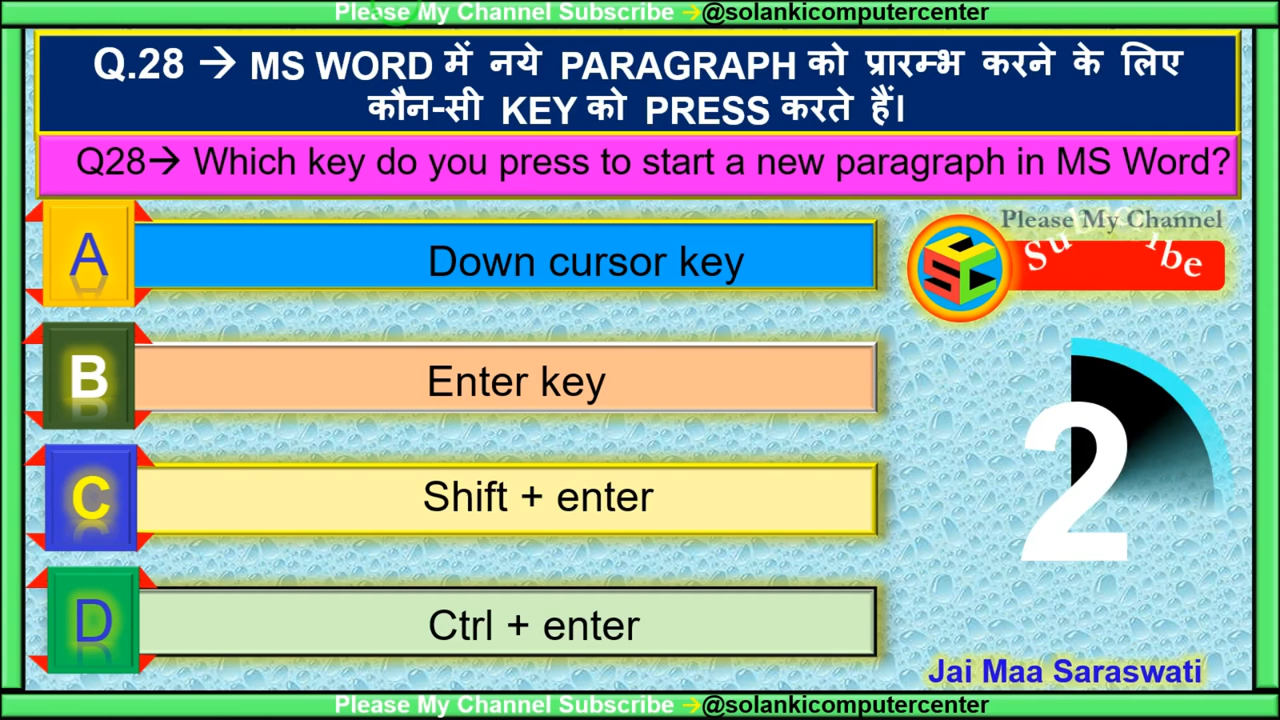 Please My Channel Subscribe →@solankicomputercenter
Q.28 → MS WORD में नये PARAGRAPH को प्रारम्भ करने के लिए
कौन-सी KEY को PRESS करते हैं।
Q28→ Which key do you press to start a new paragraph in MS Word?
A Down cursor key
Please My Channel
Subscribe
SCC
B Enter key
C Shift + enter
2
D Ctrl + enter
Jai Maa Saraswati
Please My Channel Subscribe →@solankicomputercenter